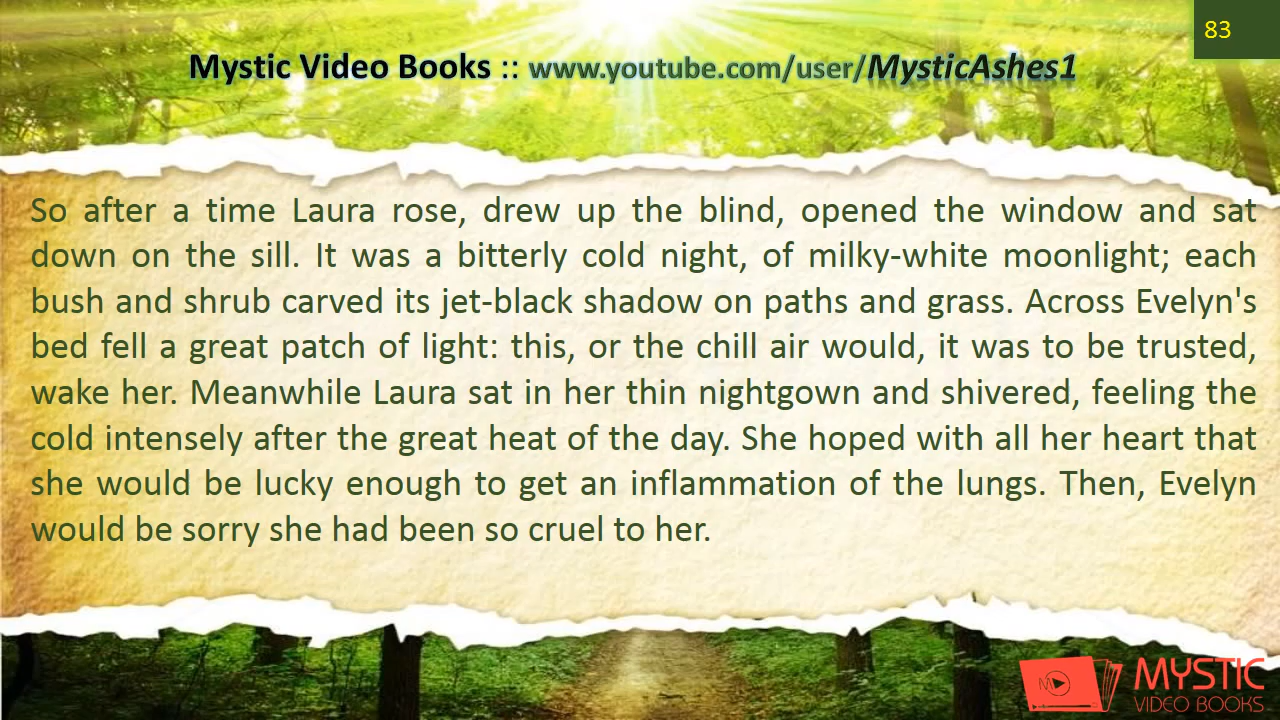 83
Mystic Video Books :: www.youtube.com/user/MysticAshes1
So after a time Laura rose, drew up the blind, opened the window and sat
down on the sill. It was a bitterly cold night, of milky-white moonlight; each
bush and shrub carved its jet-black shadow on paths and grass. Across Evelyn's
bed fell a great patch of light: this, or the chill air would, it was to be trusted,
wake her. Meanwhile Laura sat in her thin nightgown and shivered, feeling the
cold intensely after the great heat of the day. She hoped with all her heart that
she would be lucky enough to get an inflammation of the lungs. Then, Evelyn
would be sorry she had been so cruel to her.
MYSTIC
VIDEO BOOKS